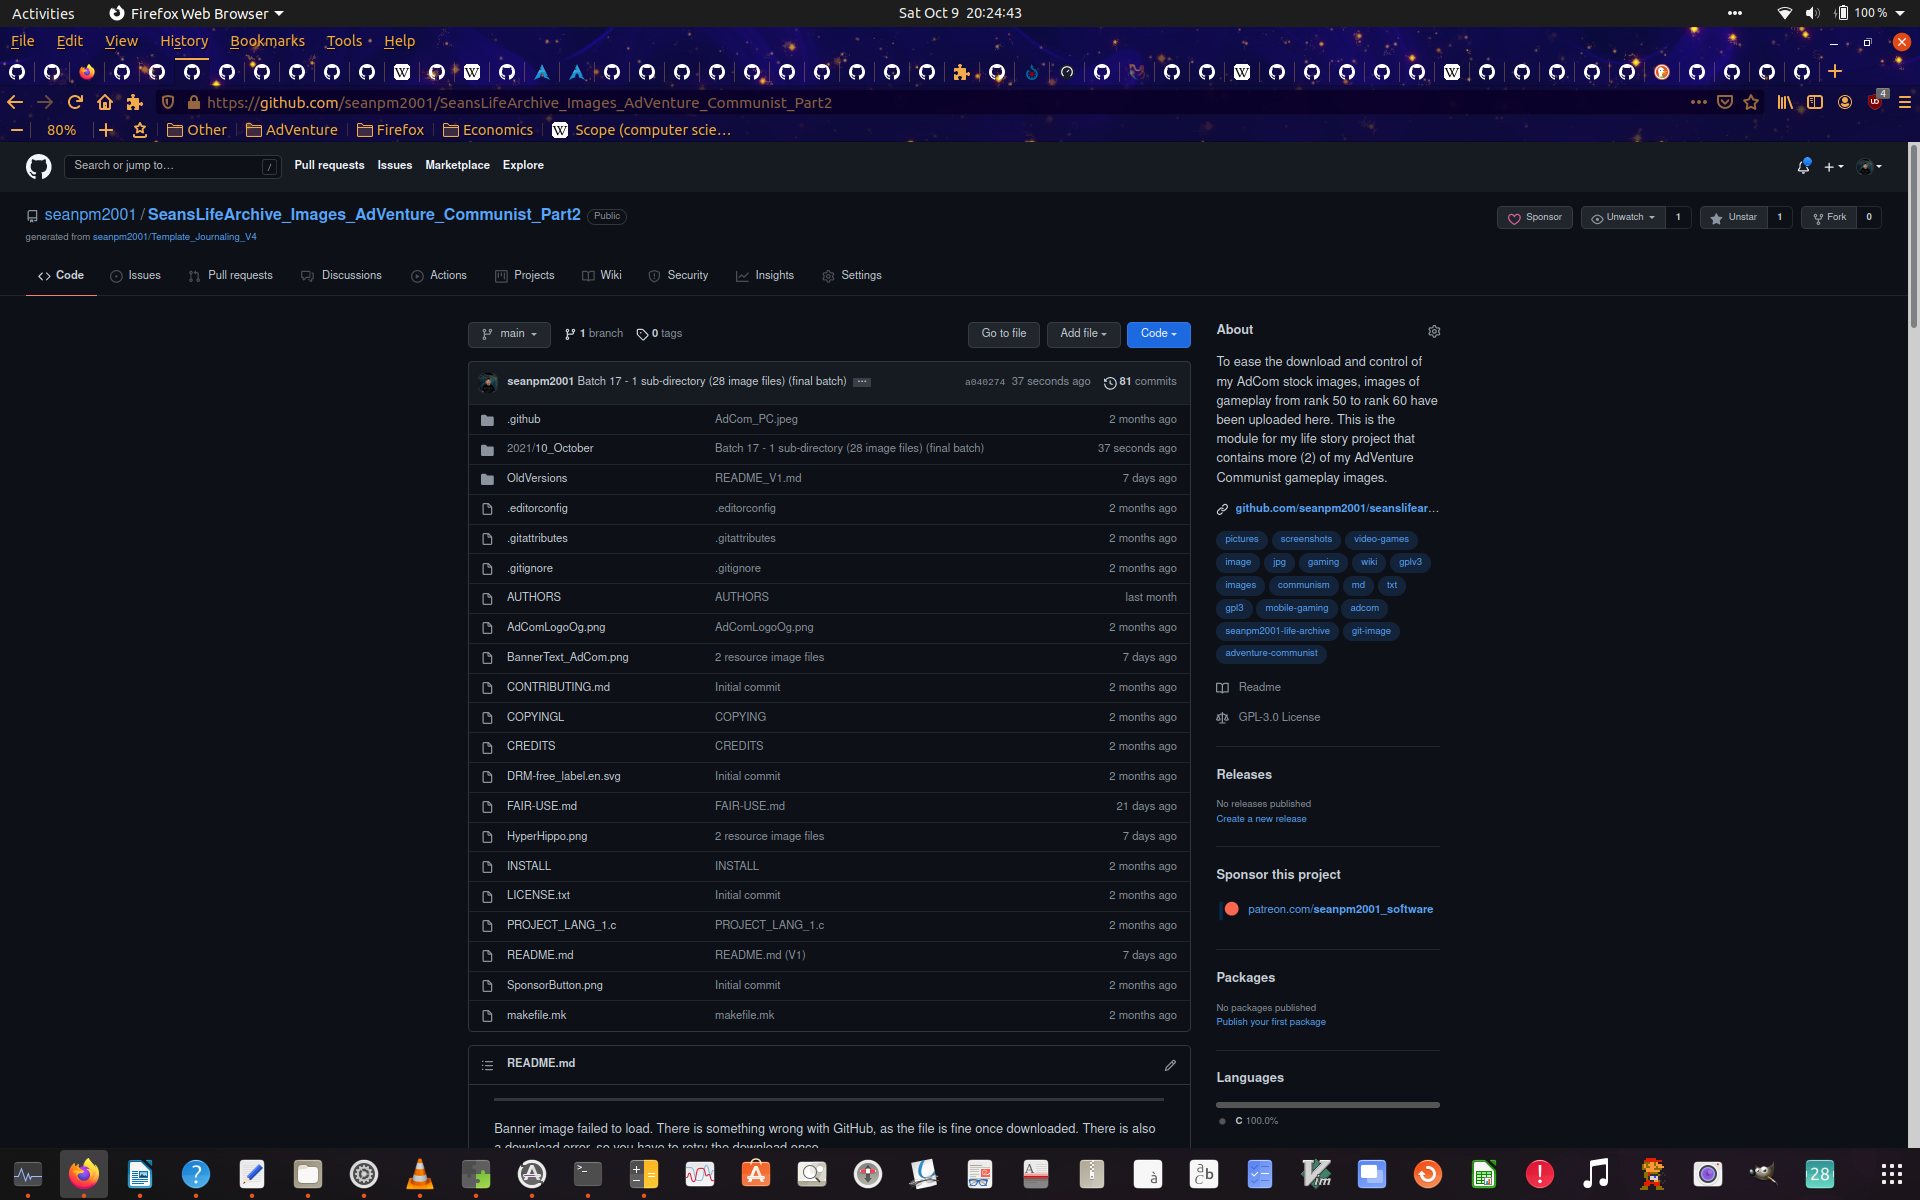 Activities
Firefox Web Browser
Sat Oct 9 20:24:43
100 %
File Edit View History Bookmarks Tools Help
https://github.com/seanpm2001/SeansLifeArchive_Images_AdVenture_Communist_Part2
4
80%
Other
AdVenture
Firefox
Economics
Scope (computer scie…
Search or jump to…
/
Pull requests Issues Marketplace Explore
seanpm2001 / SeansLifeArchive_Images_AdVenture_Communist_Part2
Public
Sponsor
Unwatch 1
Unstar 1
Fork 0
generated from seanpm2001/Template_Journaling_V4
Code
Issues
Pull requests
Discussions
Actions
Projects
Wiki
Security
Insights
Settings
main
1 branch
0 tags
Go to file
Add file
Code
seanpm2001 Batch 17 - 1 sub-directory (28 image files) (final batch) ...
a040274 37 seconds ago
81 commits
.github AdCom_PC.jpeg 2 months ago
2021/10_October Batch 17 - 1 sub-directory (28 image files) (final batch) 37 seconds ago
OldVersions README_V1.md 7 days ago
.editorconfig .editorconfig 2 months ago
.gitattributes .gitattributes 2 months ago
.gitignore .gitignore 2 months ago
AUTHORS AUTHORS last month
AdComLogoOg.png AdComLogoOg.png 2 months ago
BannerText_AdCom.png 2 resource image files 7 days ago
CONTRIBUTING.md Initial commit 2 months ago
COPYINGL COPYING 2 months ago
CREDITS CREDITS 2 months ago
DRM-free_label.en.svg Initial commit 2 months ago
FAIR-USE.md FAIR-USE.md 21 days ago
HyperHippo.png 2 resource image files 7 days ago
INSTALL INSTALL 2 months ago
LICENSE.txt Initial commit 2 months ago
PROJECT_LANG_1.c PROJECT_LANG_1.c 2 months ago
README.md README.md (V1) 7 days ago
SponsorButton.png Initial commit 2 months ago
makefile.mk makefile.mk 2 months ago
README.md
Banner image failed to load. There is something wrong with GitHub, as the file is fine once downloaded. There is also
a download error, so you have to retry the download once.
About
To ease the download and control of
my AdCom stock images, images of
gameplay from rank 50 to rank 60 have
been uploaded here. This is the
module for my life story project that
contains more (2) of my AdVenture
Communist gameplay images.
github.com/seanpm2001/seanslifear…
pictures screenshots video-games
image jpg gaming wiki gplv3
images communism md txt
gpl3 mobile-gaming adcom
seanpm2001-life-archive git-image
adventure-communist
Readme
GPL-3.0 License
Releases
No releases published
Create a new release
Sponsor this project
patreon.com/seanpm2001_software
Packages
No packages published
Publish your first package
Languages
C 100.0%
28